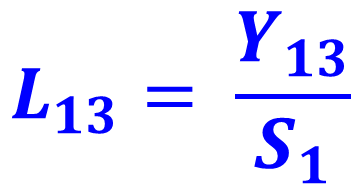 L₁₃ = Y₁₃ / S₁